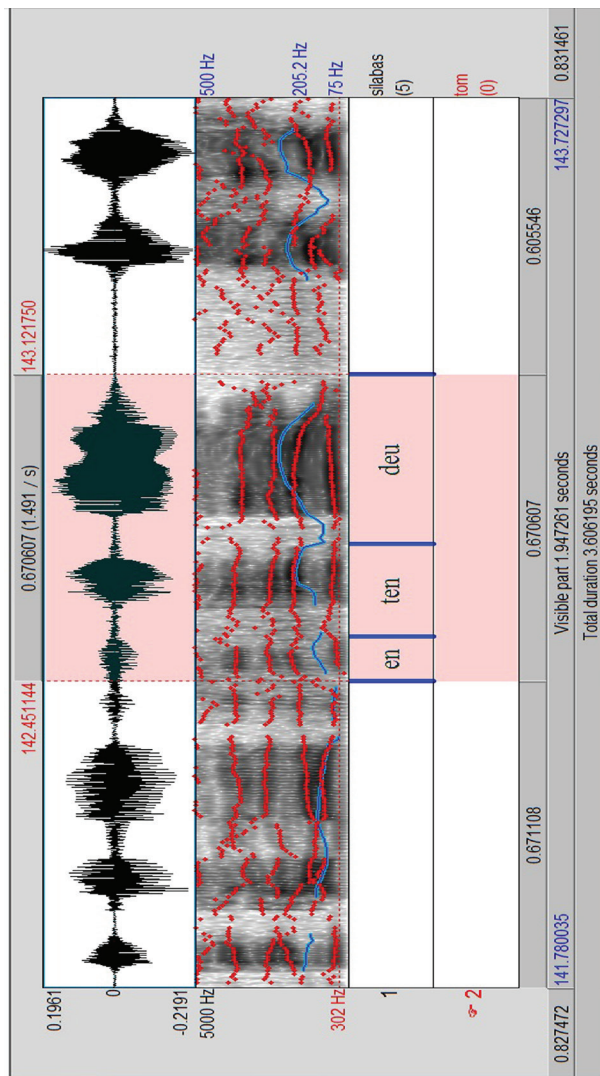 142.451144
0.670607 (1.491 / s)
143.121750
0.1961
0
-0.2191
5000 Hz
500 Hz
205.2 Hz
302 Hz
75 Hz
1
en
ten
deu
silabas
(5)
☞ 2
tom
(0)
0.671108
0.670607
0.605546
0.827472
141.780035
Visible part 1.947261 seconds
143.727297
0.831461
Total duration 3.606195 seconds